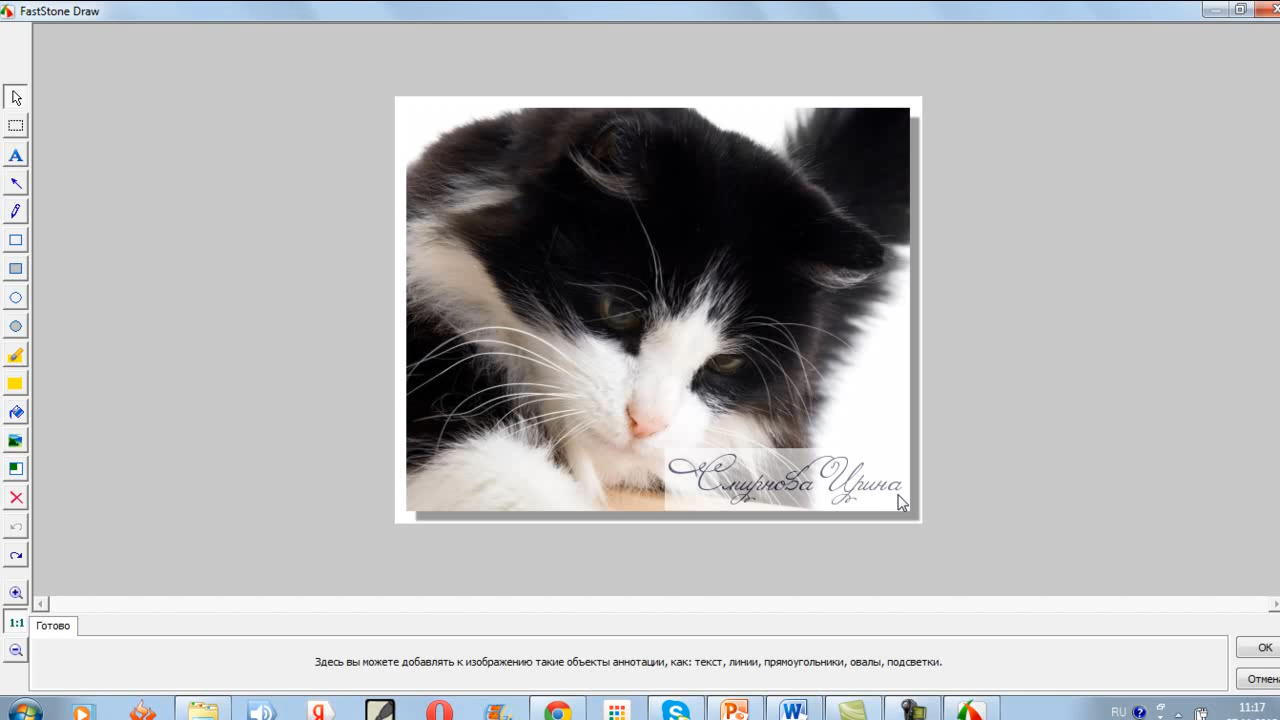 FastStone Draw
Смирнова Ирина
1:1
Готово
Здесь вы можете добавлять к изображению такие объекты аннотации, как: текст, линии, прямоугольники, овалы, подсветки.
OK
Отмена
RU
11:17